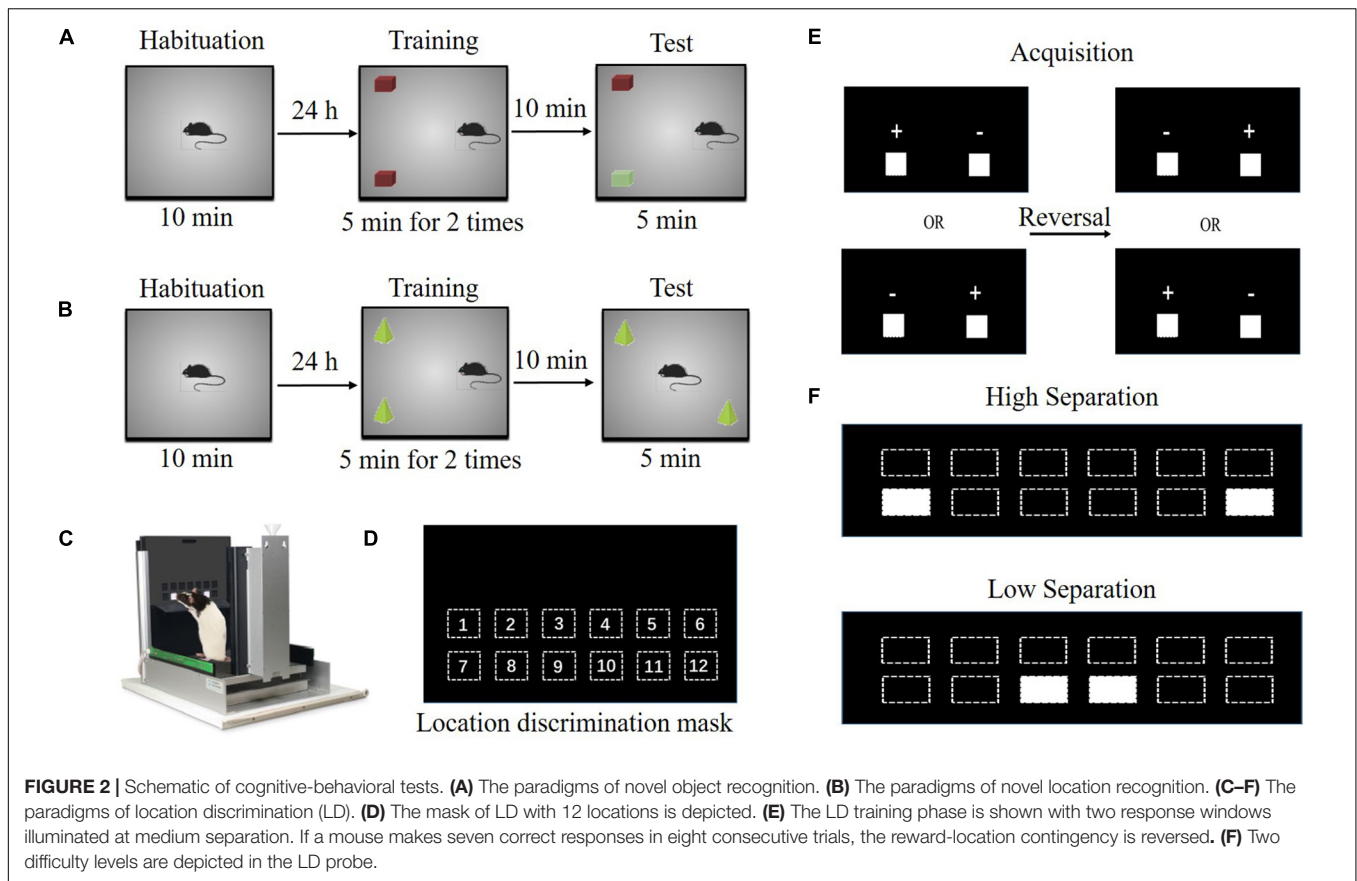 A
Habituation
Training
Test
24 h
10 min
10 min
5 min for 2 times
5 min
B
Habituation
Training
Test
24 h
10 min
10 min
5 min for 2 times
5 min
C
D
1 2 3 4 5 6
7 8 9 10 11 12
Location discrimination mask
E
Acquisition
+ -
- +
OR
Reversal
OR
- +
+ -
F
High Separation
Low Separation
FIGURE 2 | Schematic of cognitive-behavioral tests. (A) The paradigms of novel object recognition. (B) The paradigms of novel location recognition. (C–F) The
paradigms of location discrimination (LD). (D) The mask of LD with 12 locations is depicted. (E) The LD training phase is shown with two response windows
illuminated at medium separation. If a mouse makes seven correct responses in eight consecutive trials, the reward-location contingency is reversed. (F) Two
difficulty levels are depicted in the LD probe.